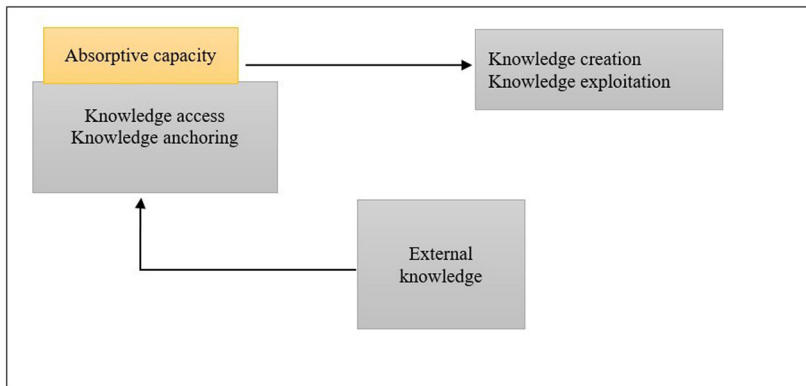 Absorptive capacity
Knowledge access
Knowledge anchoring
Knowledge creation
Knowledge exploitation
External
knowledge